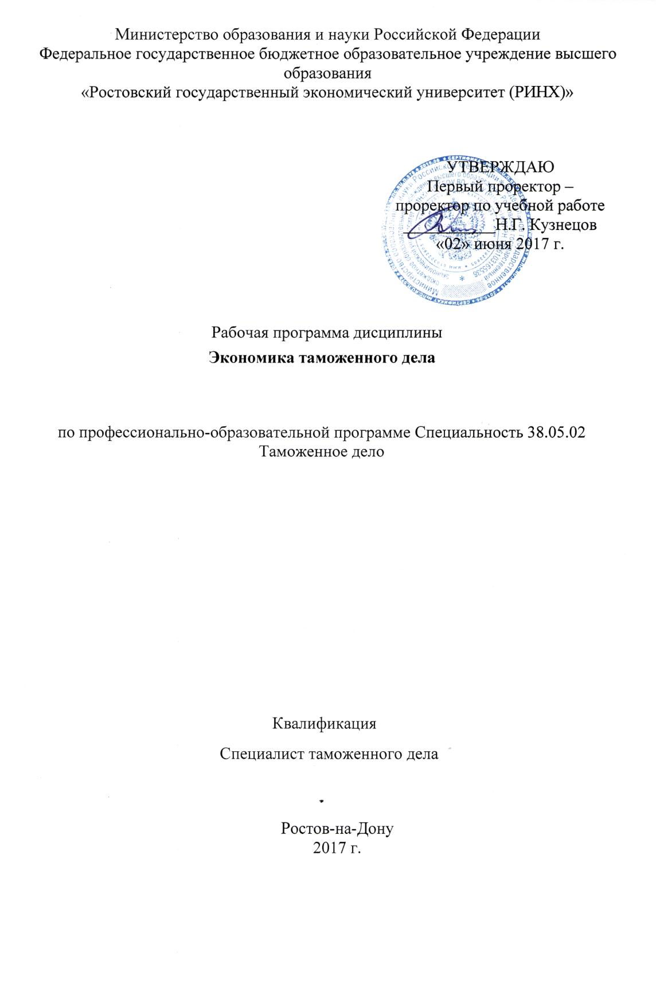 Министерство образования и науки Российской Федерации
Федеральное государственное бюджетное образовательное учреждение высшего
образования
«Ростовский государственный экономический университет (РИНХ)»
УТВЕРЖДАЮ
Первый проректор –
проректор по учебной работе
____________Н.Г. Кузнецов
«02» июня 2017 г.
Рабочая программа дисциплины
Экономика таможенного дела
по профессионально-образовательной программе Специальность 38.05.02
Таможенное дело
Квалификация
Специалист таможенного дела
Ростов-на-Дону
2017 г.